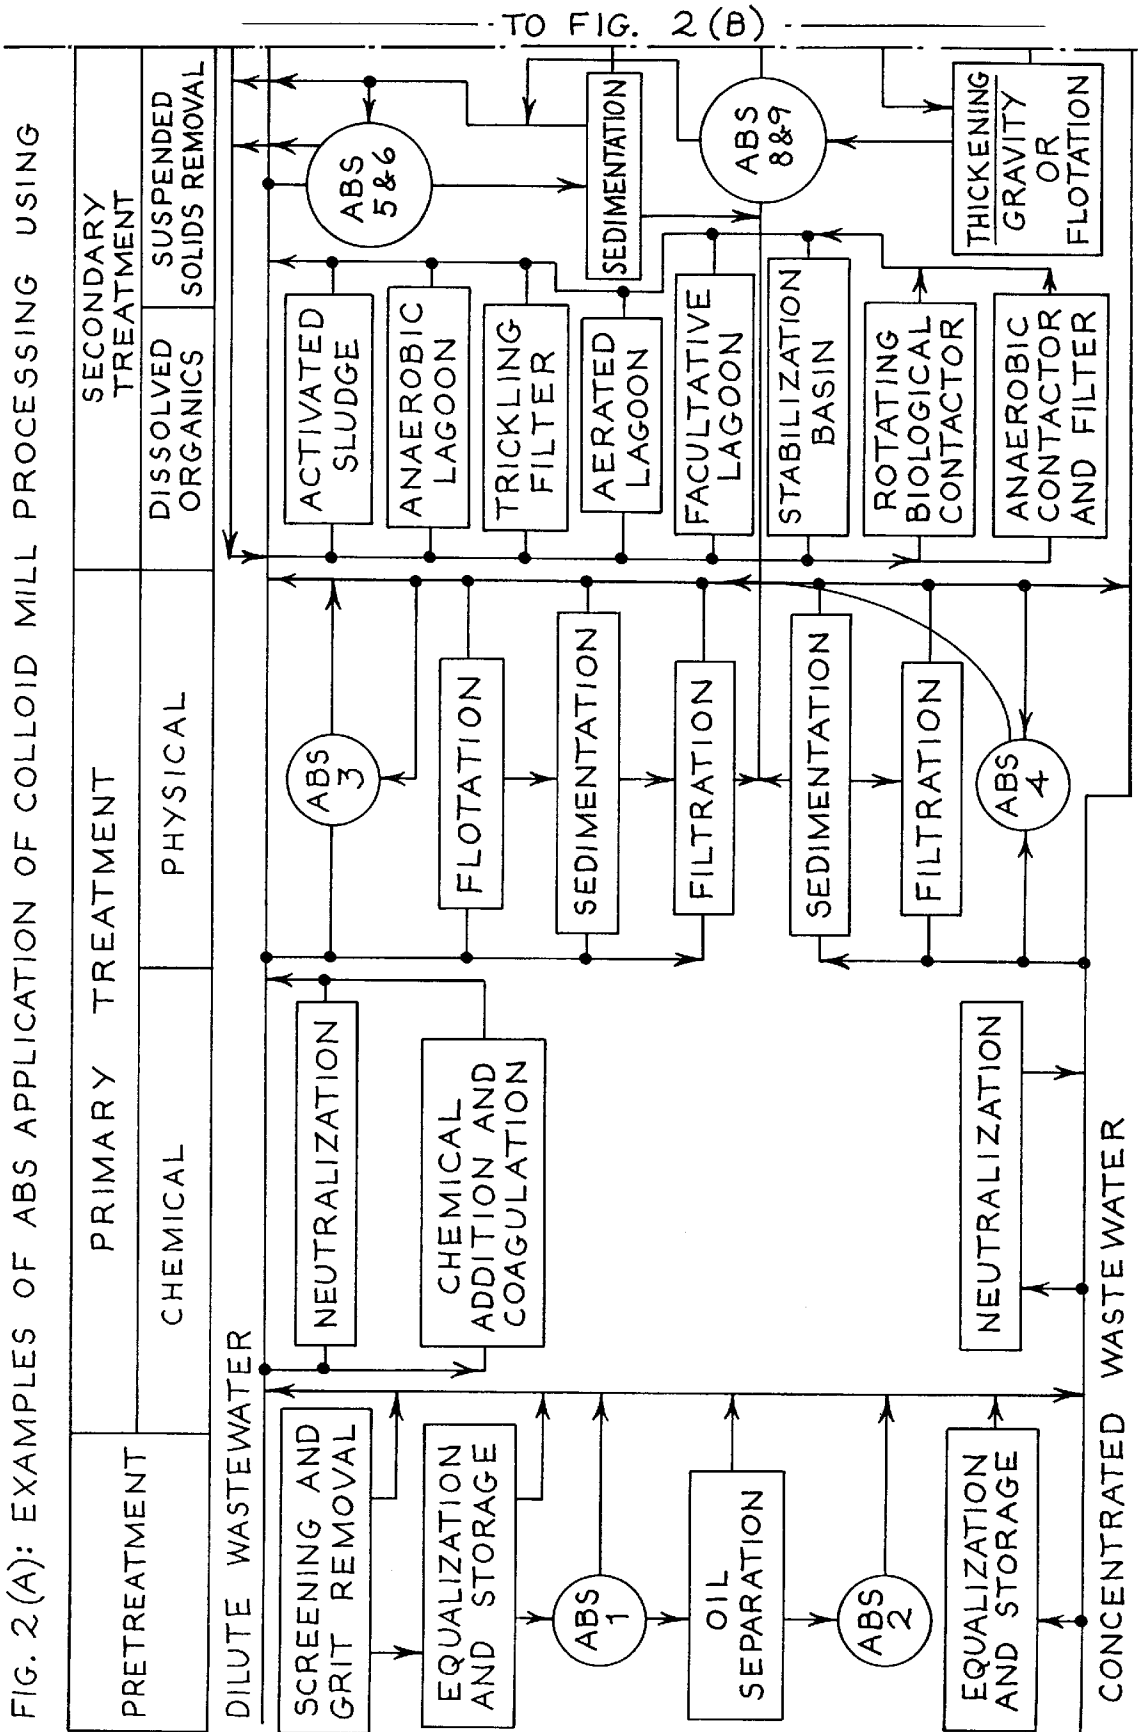 FIG. 2(A): EXAMPLES OF ABS APPLICATION OF COLLOID MILL PROCESSING USING
PRETREATMENT
PRIMARY TREATMENT
SECONDARY
TREATMENT
CHEMICAL
PHYSICAL
DISSOLVED
ORGANICS
SUSPENDED
SOLIDS REMOVAL
DILUTE WASTEWATER
SCREENING AND
GRIT REMOVAL
EQUALIZATION
AND STORAGE
ABS
1
OIL
SEPARATION
ABS
2
EQUALIZATION
AND STORAGE
NEUTRALIZATION
CHEMICAL
ADDITION AND
COAGULATION
NEUTRALIZATION
ABS
3
FLOTATION
SEDIMENTATION
FILTRATION
SEDIMENTATION
FILTRATION
ABS
4
ACTIVATED
SLUDGE
ANAEROBIC
LAGOON
TRICKLING
FILTER
AERATED
LAGOON
FACULTATIVE
LAGOON
STABILIZATION
BASIN
ROTATING
BIOLOGICAL
CONTACTOR
ANAEROBIC
CONTACTOR
AND FILTER
ABS
5&6
SEDIMENTATION
ABS
8&9
THICKENING
GRAVITY
OR
FLOTATION
CONCENTRATED WASTEWATER
TO FIG. 2(B)